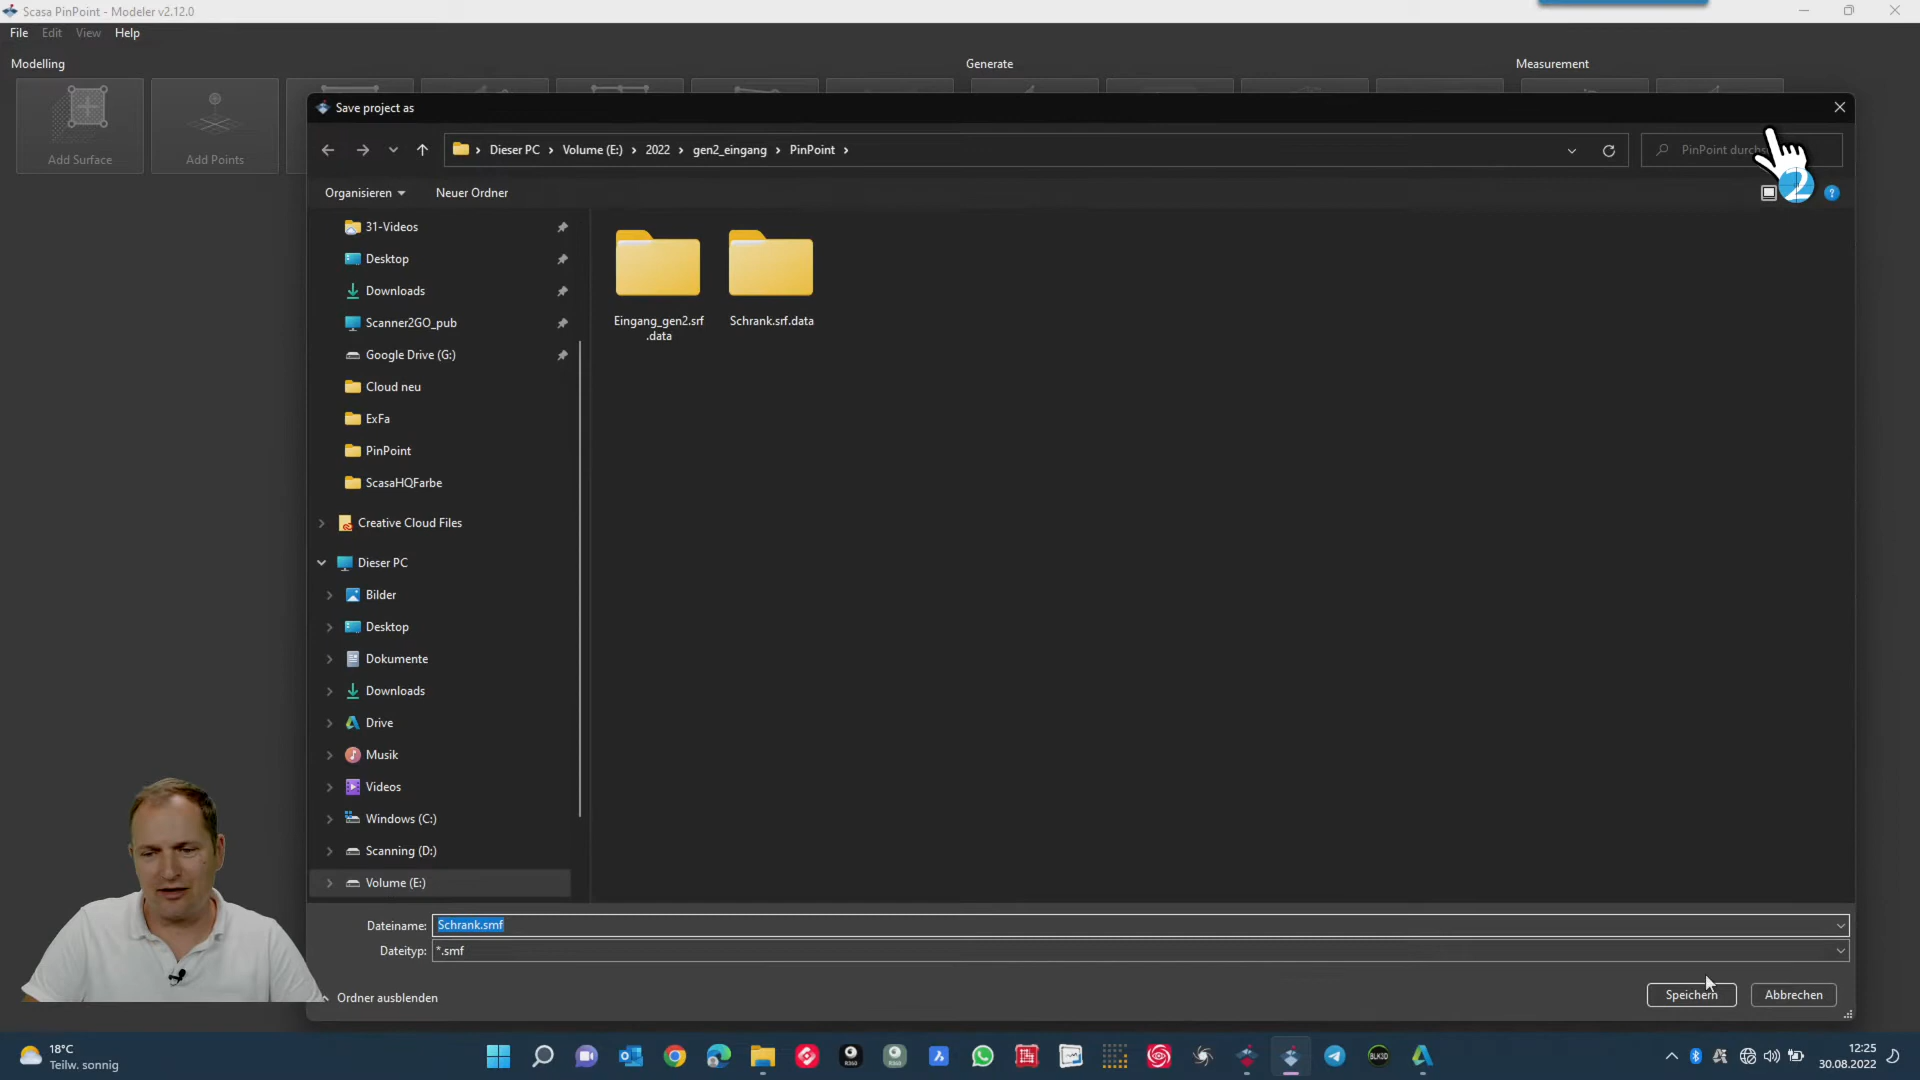 Scasa PinPoint - Modeler v2.12.0
File Edit View Help
Modelling Generate Measurement
Add Surface Add Points
Save project as
Dieser PC Volume (E:) 2022 gen2_eingang PinPoint
PinPoint
2 ?
Organisieren Neuer Ordner
31-Videos
Desktop
Downloads
Scanner2GO_pub
Google Drive (G:)
Cloud neu
ExFa
PinPoint
ScasaHQFarbe
Creative Cloud Files
Dieser PC
Bilder
Desktop
Dokumente
Downloads
Drive
Musik
Videos
Windows (C:)
Scanning (D:)
Volume (E:)
Eingang_gen2.srf
.data
Schrank.srf.data
Dateiname: Schrank.smf
Dateityp: *.smf
Ordner ausblenden
Speichern Abbrechen
18°C
Teilw. sonnig
12:25
30.08.2022